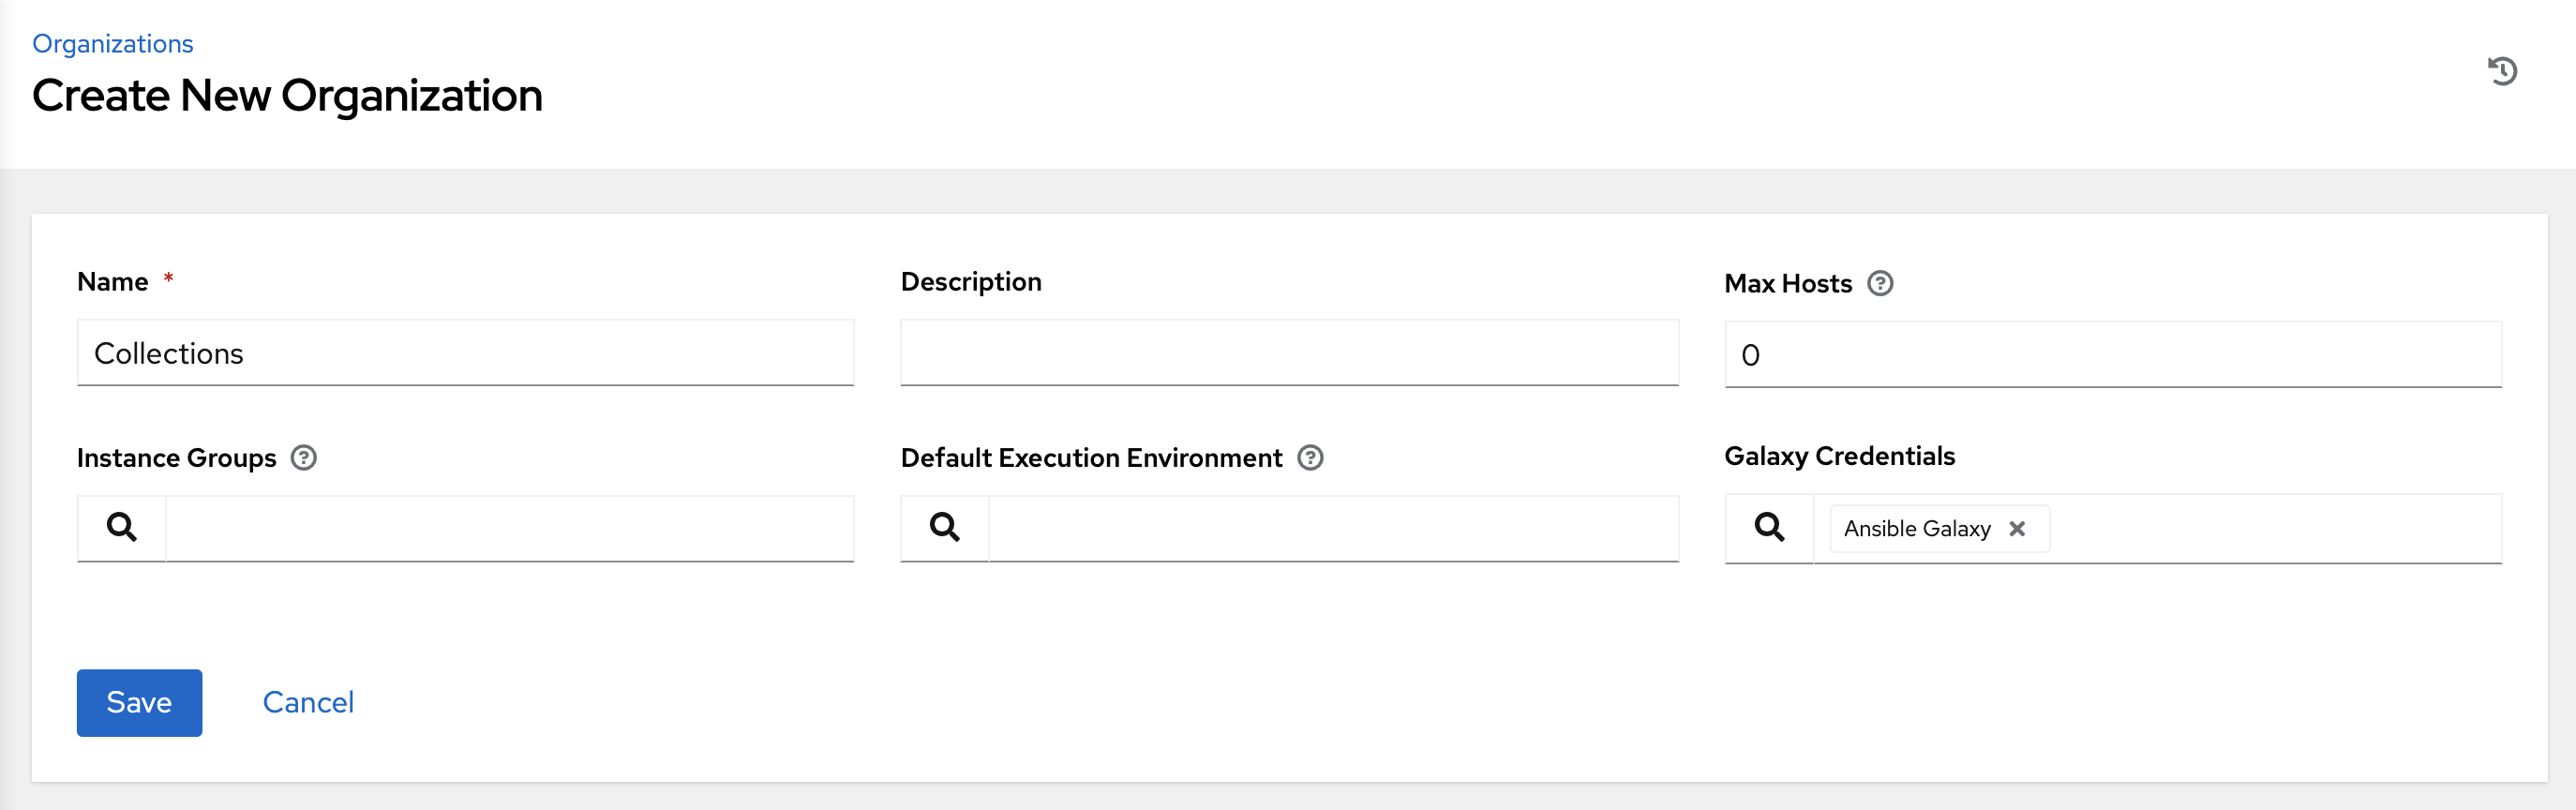 Organizations
Create New Organization
Name *
Description
Max Hosts
Collections
0
Instance Groups
Default Execution Environment
Galaxy Credentials
Ansible Galaxy
Save
Cancel